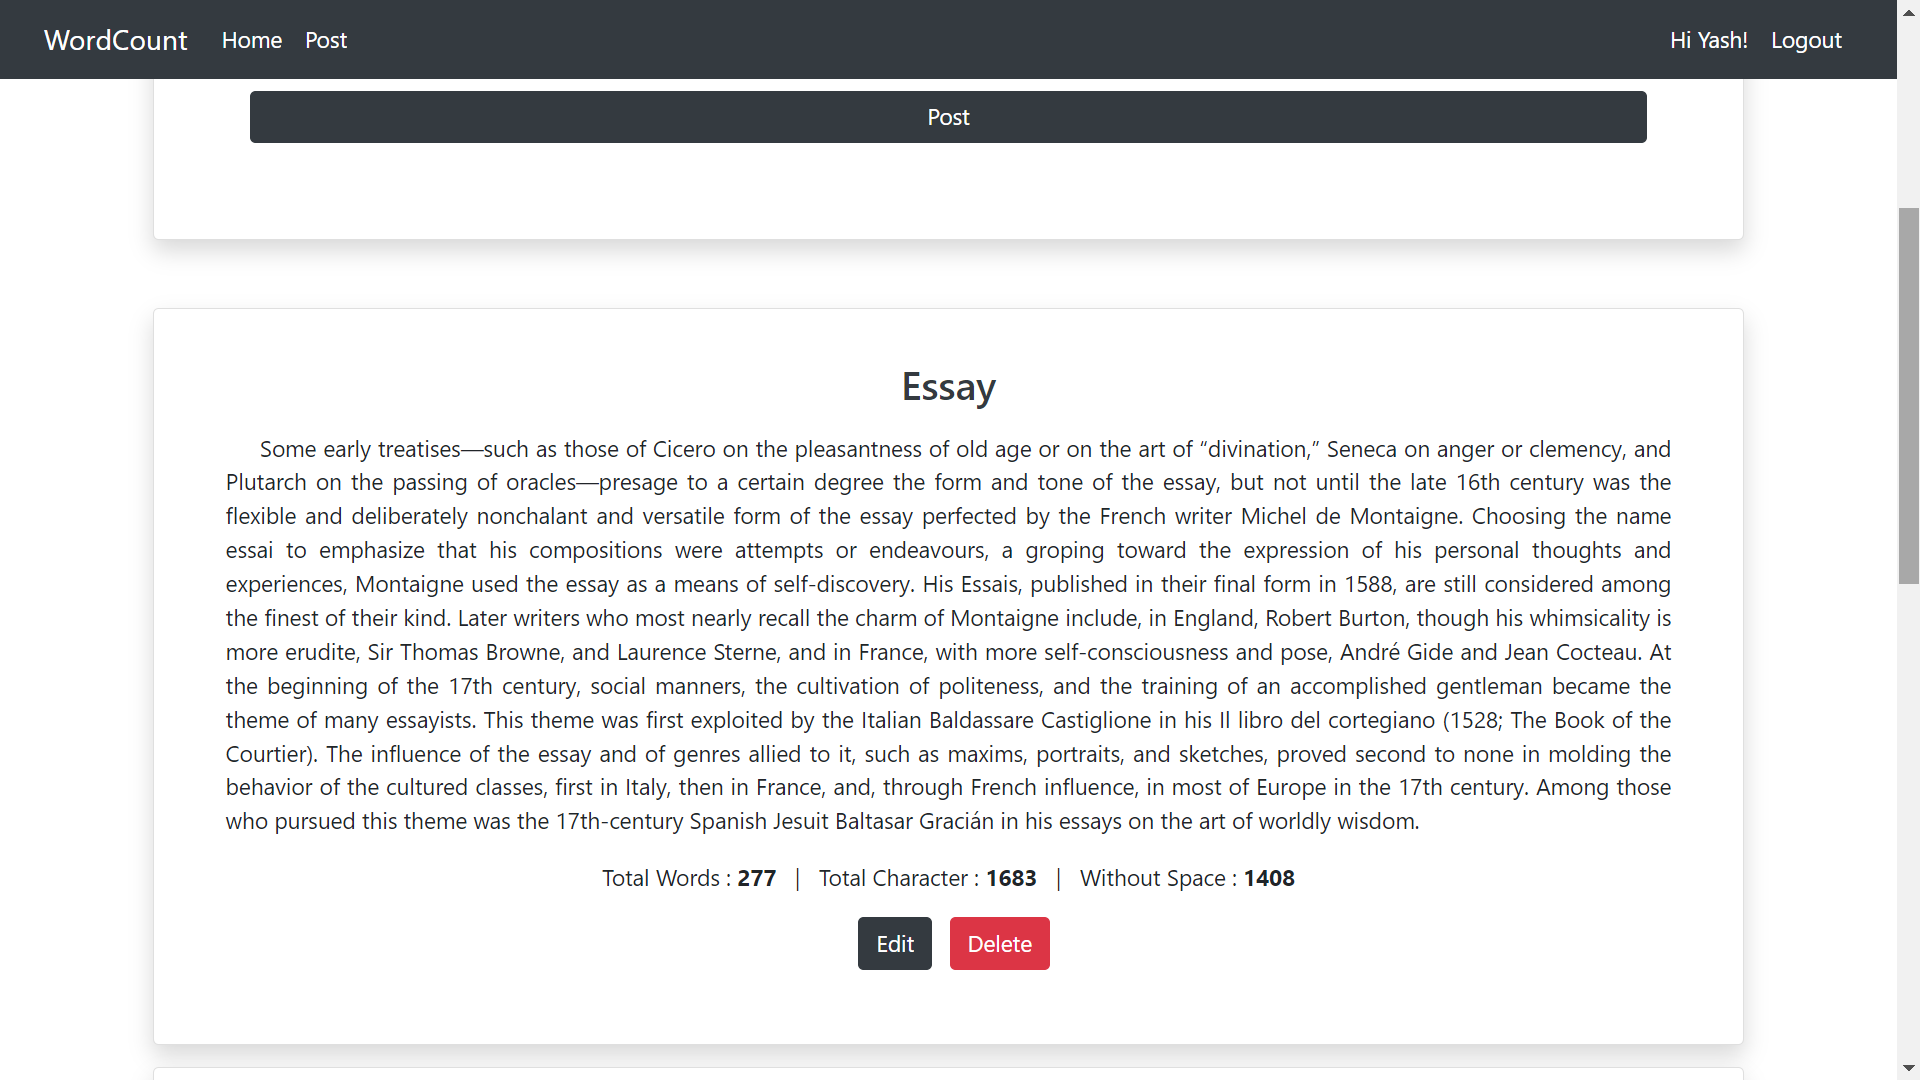 WordCount Home Post Hi Yash! Logout
Post
Essay
Some early treatises—such as those of Cicero on the pleasantness of old age or on the art of “divination,” Seneca on anger or clemency, and
Plutarch on the passing of oracles—presage to a certain degree the form and tone of the essay, but not until the late 16th century was the
flexible and deliberately nonchalant and versatile form of the essay perfected by the French writer Michel de Montaigne. Choosing the name
essai to emphasize that his compositions were attempts or endeavours, a groping toward the expression of his personal thoughts and
experiences, Montaigne used the essay as a means of self-discovery. His Essais, published in their final form in 1588, are still considered among
the finest of their kind. Later writers who most nearly recall the charm of Montaigne include, in England, Robert Burton, though his whimsicality is
more erudite, Sir Thomas Browne, and Laurence Sterne, and in France, with more self-consciousness and pose, André Gide and Jean Cocteau. At
the beginning of the 17th century, social manners, the cultivation of politeness, and the training of an accomplished gentleman became the
theme of many essayists. This theme was first exploited by the Italian Baldassare Castiglione in his Il libro del cortegiano (1528; The Book of the
Courtier). The influence of the essay and of genres allied to it, such as maxims, portraits, and sketches, proved second to none in molding the
behavior of the cultured classes, first in Italy, then in France, and, through French influence, in most of Europe in the 17th century. Among those
who pursued this theme was the 17th-century Spanish Jesuit Baltasar Gracián in his essays on the art of worldly wisdom.
Total Words : 277 | Total Character : 1683 | Without Space : 1408
Edit Delete